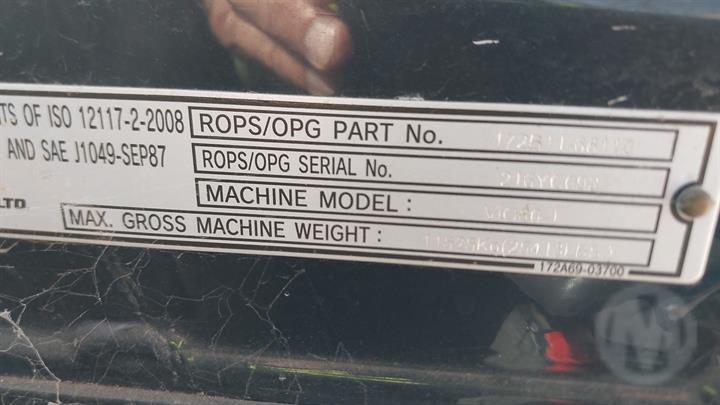 TS OF ISO 12117-2-2008
AND SAE J1049-SEP87
LTD
ROPS/OPG PART No.
ROPS/OPG SERIAL No.
MACHINE MODEL :
MAX. GROSS MACHINE WEIGHT :
172A69-03700
M